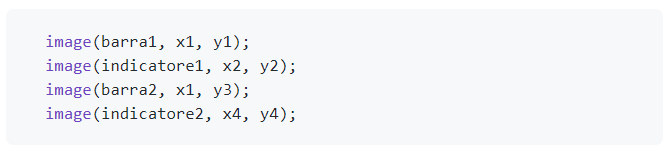 image(barra1, x1, y1);
image(indicatore1, x2, y2);
image(barra2, x1, y3);
image(indicatore2, x4, y4);